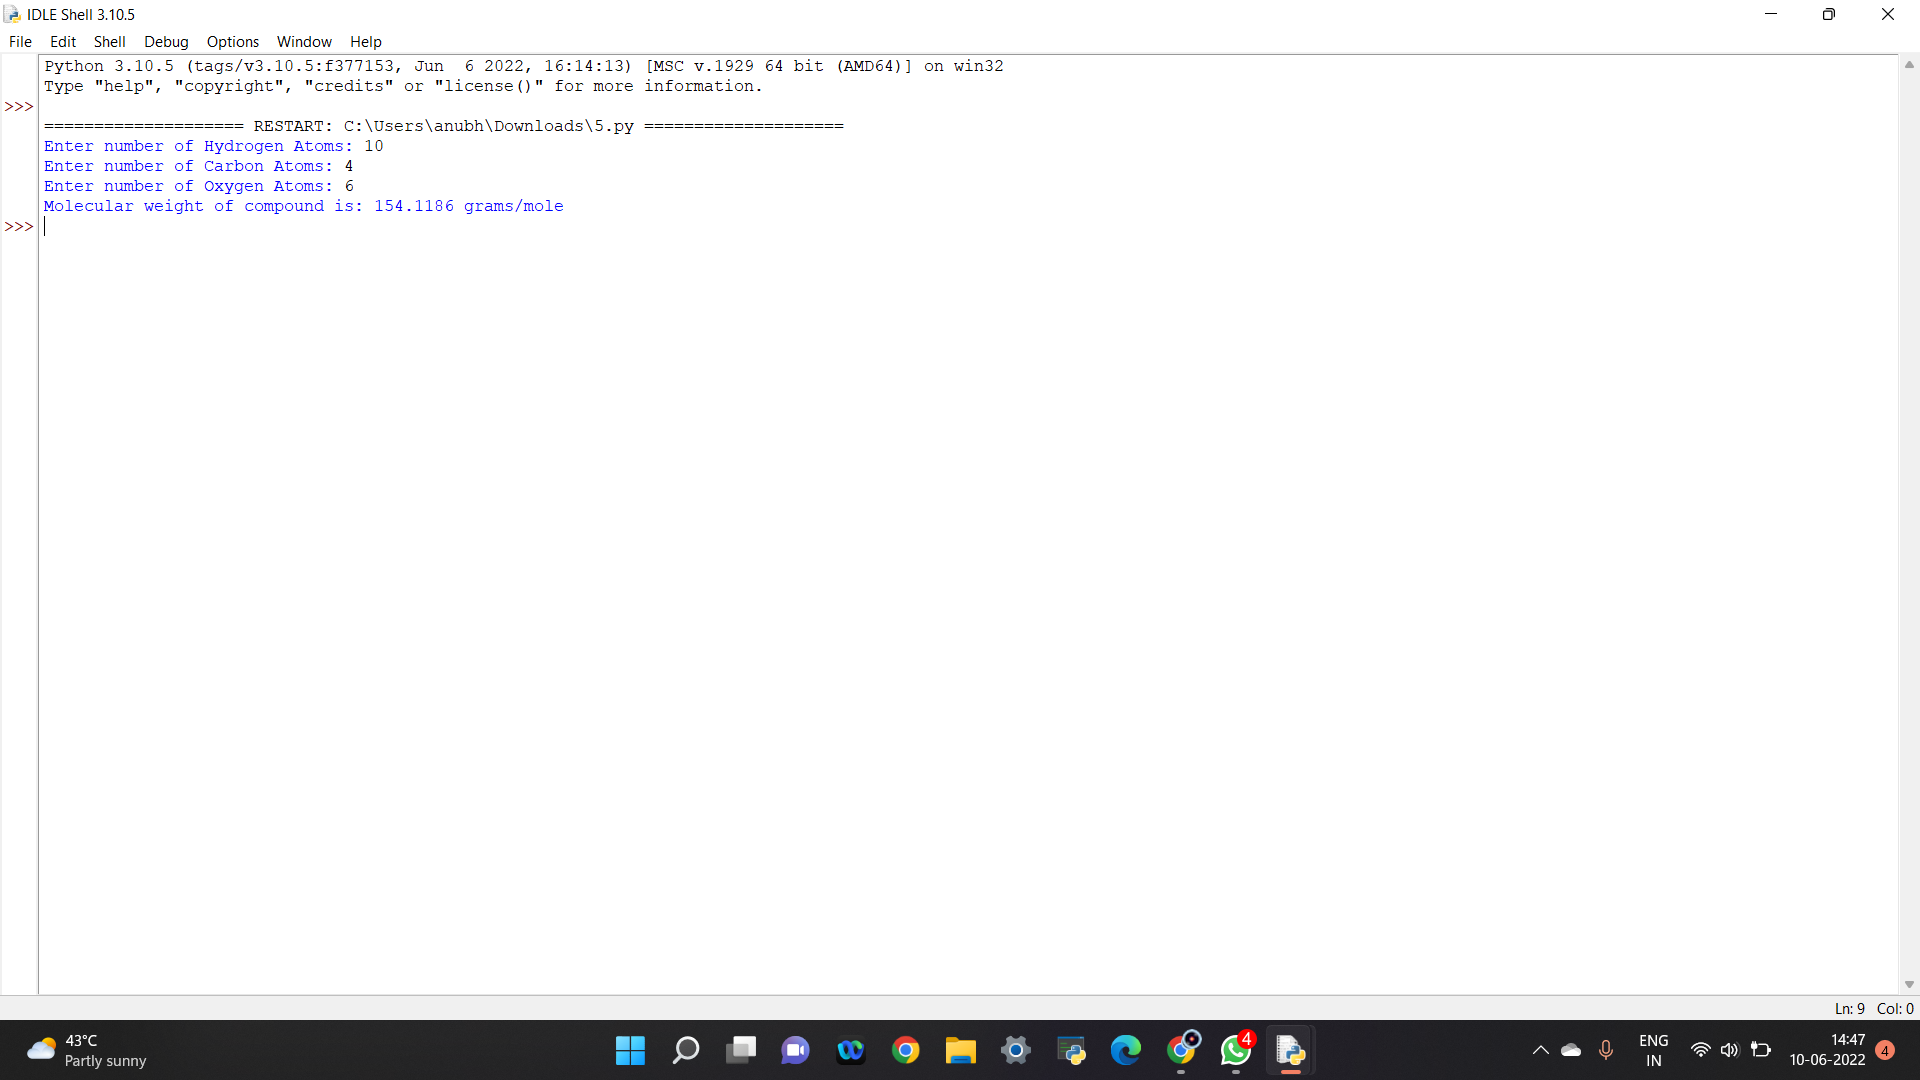 IDLE Shell 3.10.5
File Edit Shell Debug Options Window Help
Python 3.10.5 (tags/v3.10.5:f377153, Jun  6 2022, 16:14:13) [MSC v.1929 64 bit (AMD64)] on win32
Type "help", "copyright", "credits" or "license()" for more information.
>>>
==================== RESTART: C:\Users\anubh\Downloads\5.py ====================
Enter number of Hydrogen Atoms: 10
Enter number of Carbon Atoms: 4
Enter number of Oxygen Atoms: 6
Molecular weight of compound is: 154.1186 grams/mole
>>>
Ln: 9 Col: 0
43°C
Partly sunny
4
ENG
IN
14:47
10-06-2022
4